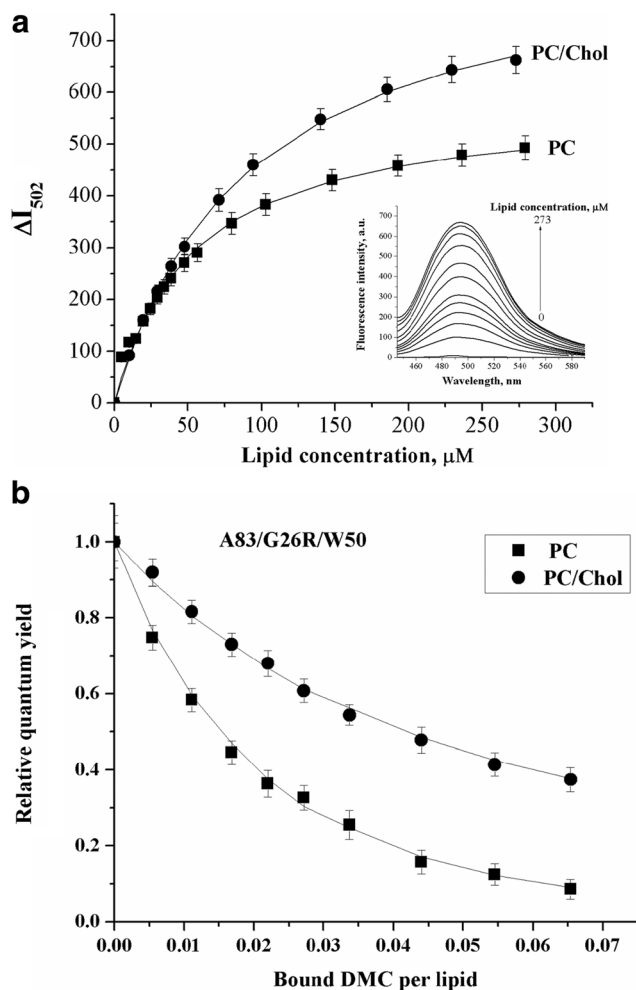 a
700
600
500
400
300
200
100
0
ΔI502
PC/Chol
PC
0 50 100 150 200 250 300
Lipid concentration, μM
Lipid concentration, μM
273
0
700
600
500
400
300
200
100
0
Fluorescence intensity, a.u.
460 480 500 520 540 560 580
Wavelength, nm
b
A83/G26R/W50
PC
PC/Chol
1.0
0.8
0.6
0.4
0.2
0.0
Relative quantum yield
0.00 0.01 0.02 0.03 0.04 0.05 0.06 0.07
Bound DMC per lipid